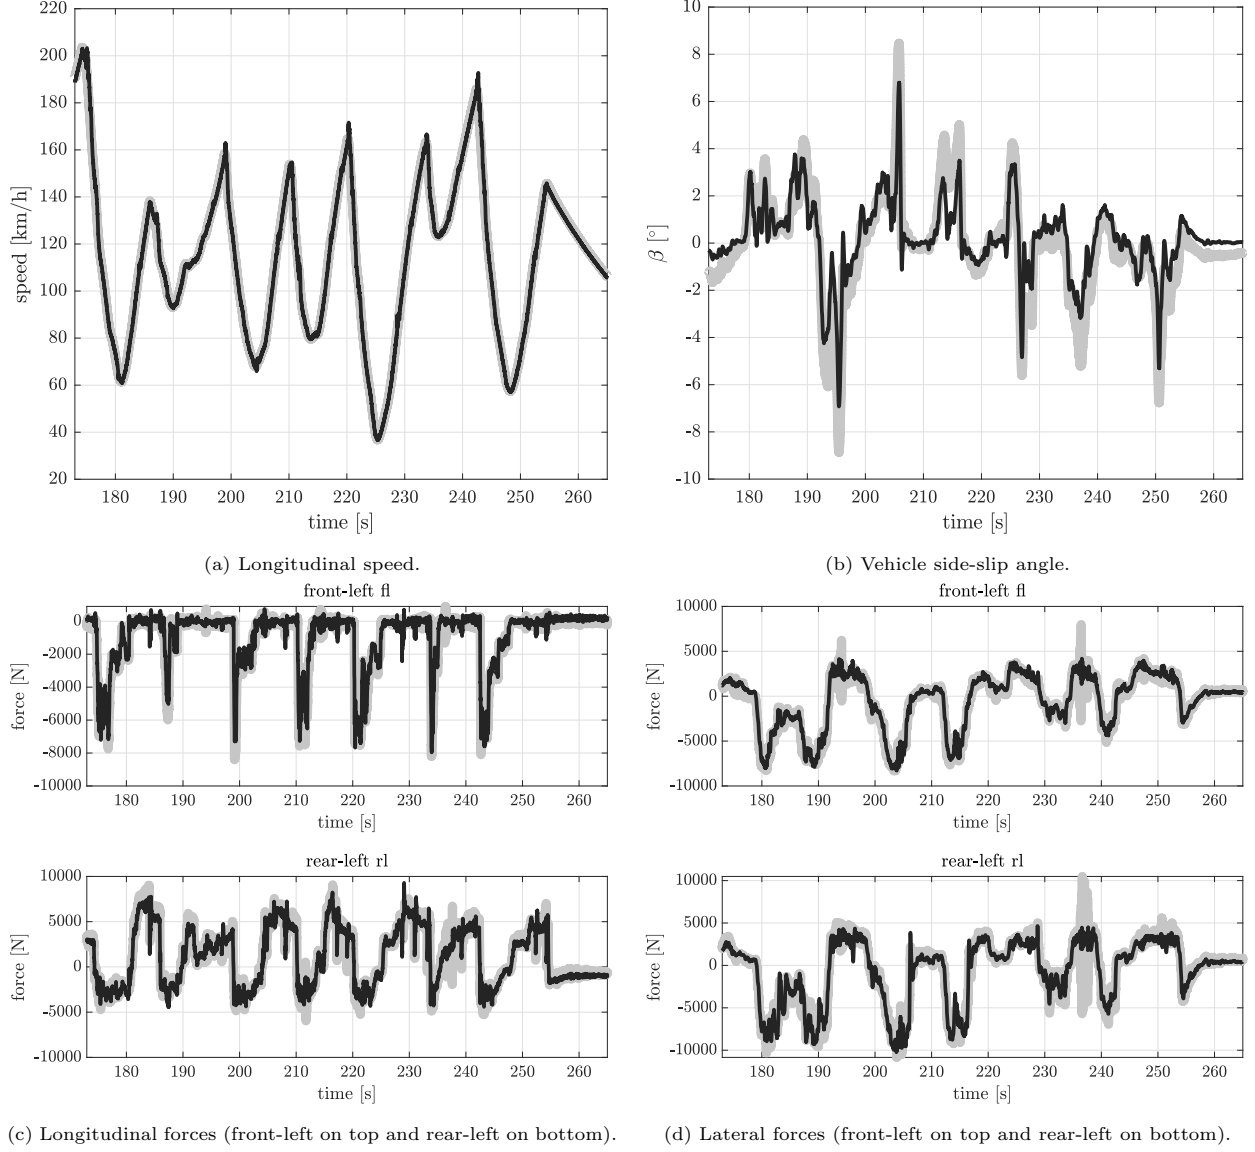 220
200
180
160
140
120
100
80
60
40
20
speed [km/h]
180 190 200 210 220 230 240 250 260
time [s]
(a) Longitudinal speed.
10
8
6
4
2
0
-2
-4
-6
-8
-10
β [°]
180 190 200 210 220 230 240 250 260
time [s]
(b) Vehicle side-slip angle.
front-left fl
0
-2000
-4000
-6000
-8000
-10000
force [N]
180 190 200 210 220 230 240 250 260
time [s]
rear-left rl
10000
5000
0
-5000
-10000
force [N]
180 190 200 210 220 230 240 250 260
time [s]
(c) Longitudinal forces (front-left on top and rear-left on bottom).
front-left fl
10000
5000
0
-5000
-10000
force [N]
180 190 200 210 220 230 240 250 260
time [s]
rear-left rl
10000
5000
0
-5000
-10000
force [N]
180 190 200 210 220 230 240 250 260
time [s]
(d) Lateral forces (front-left on top and rear-left on bottom).